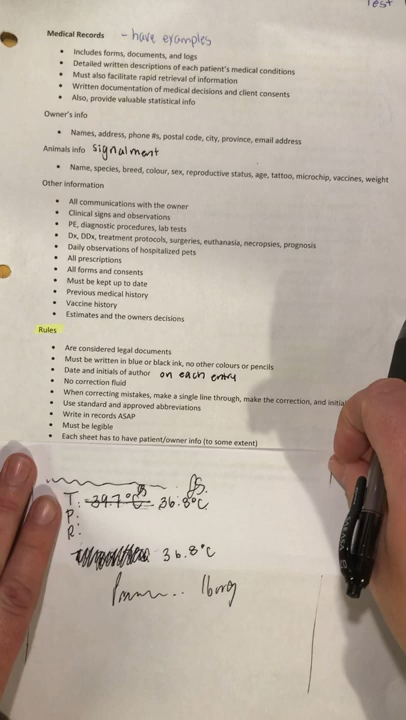 Test
Medical Records - have examples
• Includes forms, documents, and logs
• Detailed written descriptions of each patient's medical conditions
• Must also facilitate rapid retrieval of information
• Written documentation of medical decisions and client consents
• Also, provide valuable statistical info
Owner's info
• Names, address, phone #s, postal code, city, province, email address
Animals info Signalment
• Name, species, breed, colour, sex, reproductive status, age, tattoo, microchip, vaccines, weight
Other information
• All communications with the owner
• Clinical signs and observations
• PE, diagnostic procedures, lab tests
• Dx, DDx, treatment protocols, surgeries, euthanasia, necropsies, prognosis
• Daily observations of hospitalized pets
• All prescriptions
• All forms and consents
• Must be kept up to date
• Previous medical history
• Vaccine history
• Estimates and the owners decisions
Rules
• Are considered legal documents
• Must be written in blue or black ink, no other colours or pencils
• Date and initials of author on each entry
• No correction fluid
• When correcting mistakes, make a single line through, make the correction, and initial
• Use standard and approved abbreviations
• Write in records ASAP
• Must be legible
• Each sheet has to have patient/owner info (to some extent)
T: 39.7°C 36.8°C
P:
R:
36.8°C
16mg